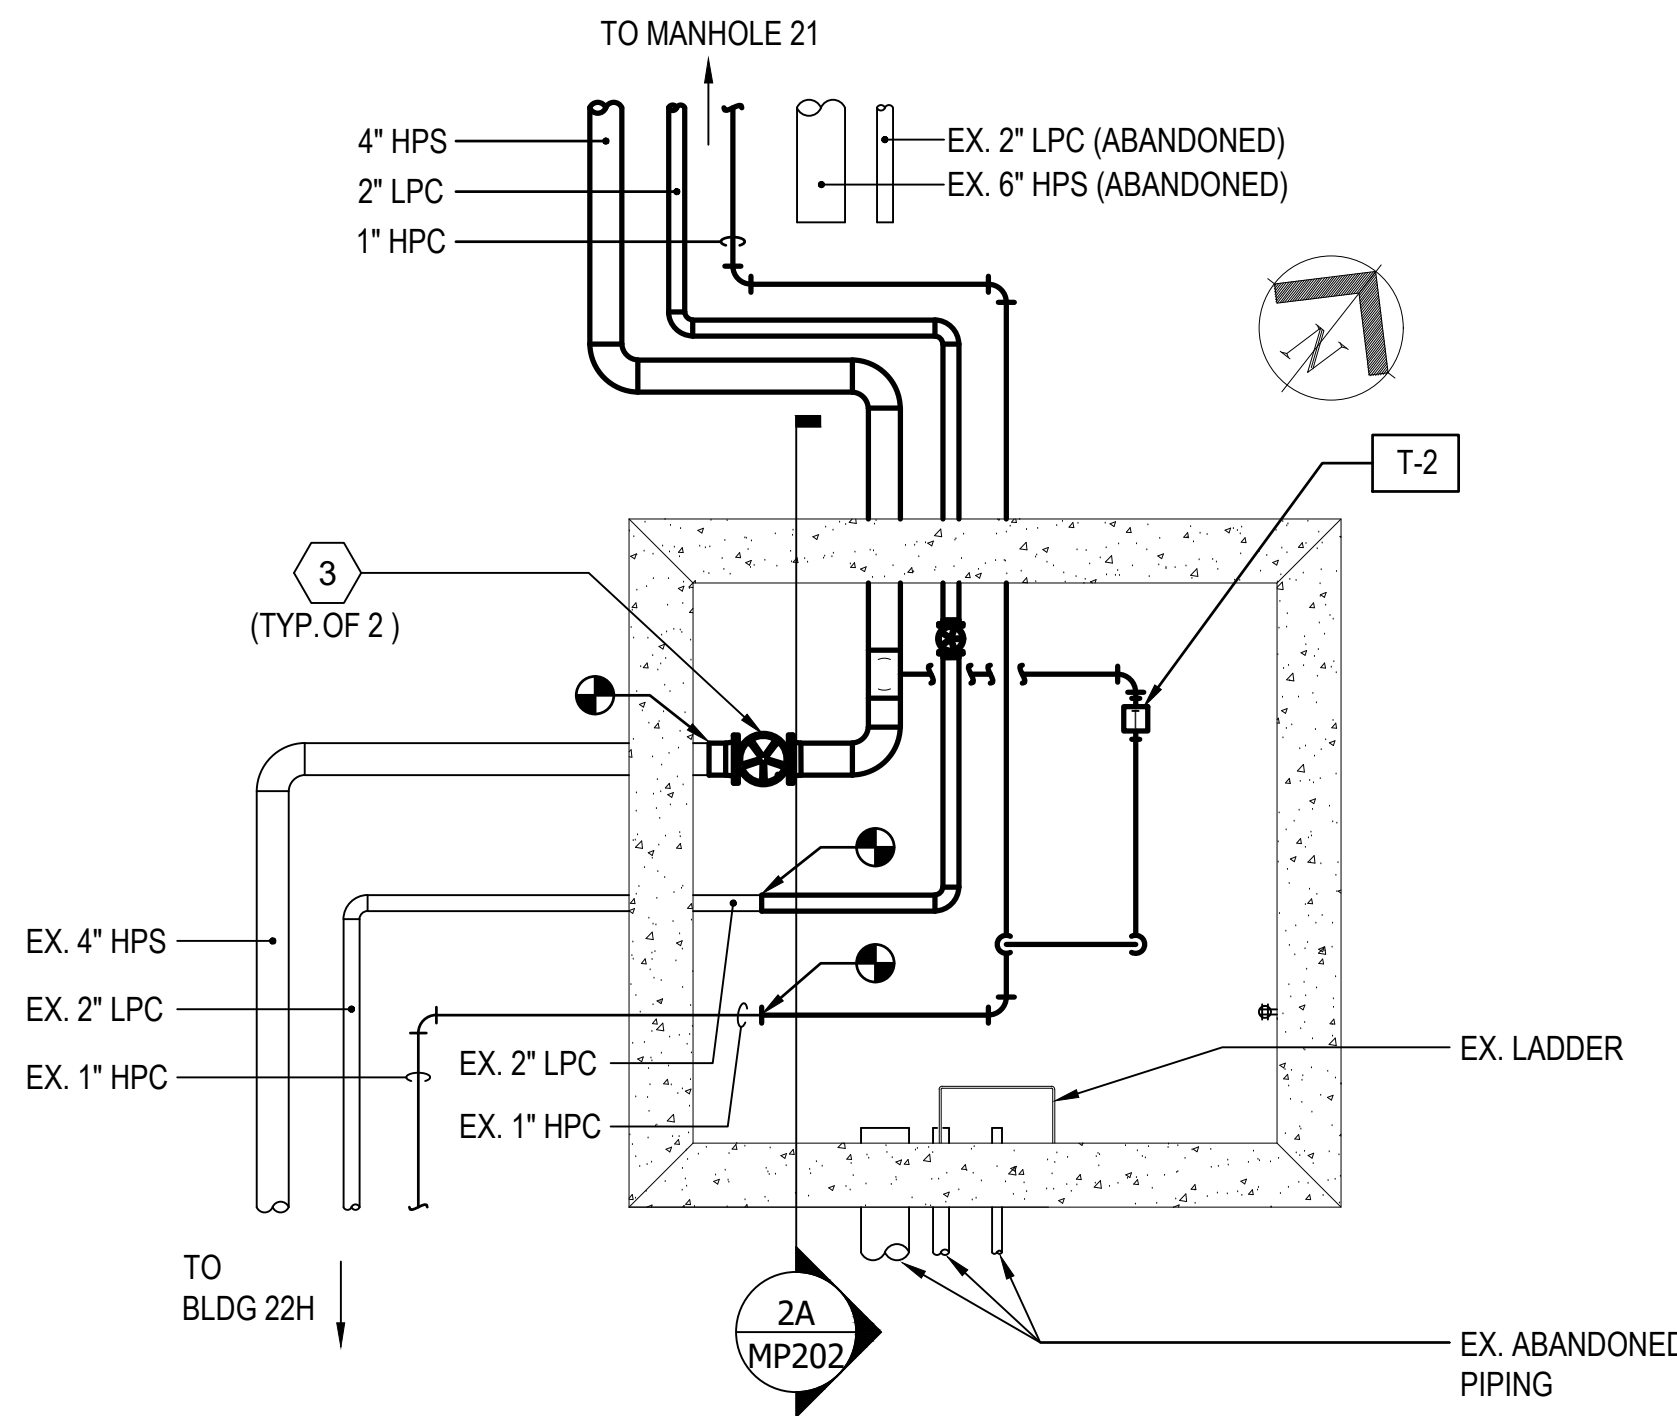 TO MANHOLE 21
4" HPS
2" LPC
1" HPC
EX. 2" LPC (ABANDONED)
EX. 6" HPS (ABANDONED)
N
T-2
3
(TYP.OF 2 )
EX. 4" HPS
EX. 2" LPC
EX. 1" HPC
EX. 2" LPC
EX. 1" HPC
EX. LADDER
TO
BLDG 22H
2A
MP202
EX. ABANDONED
PIPING